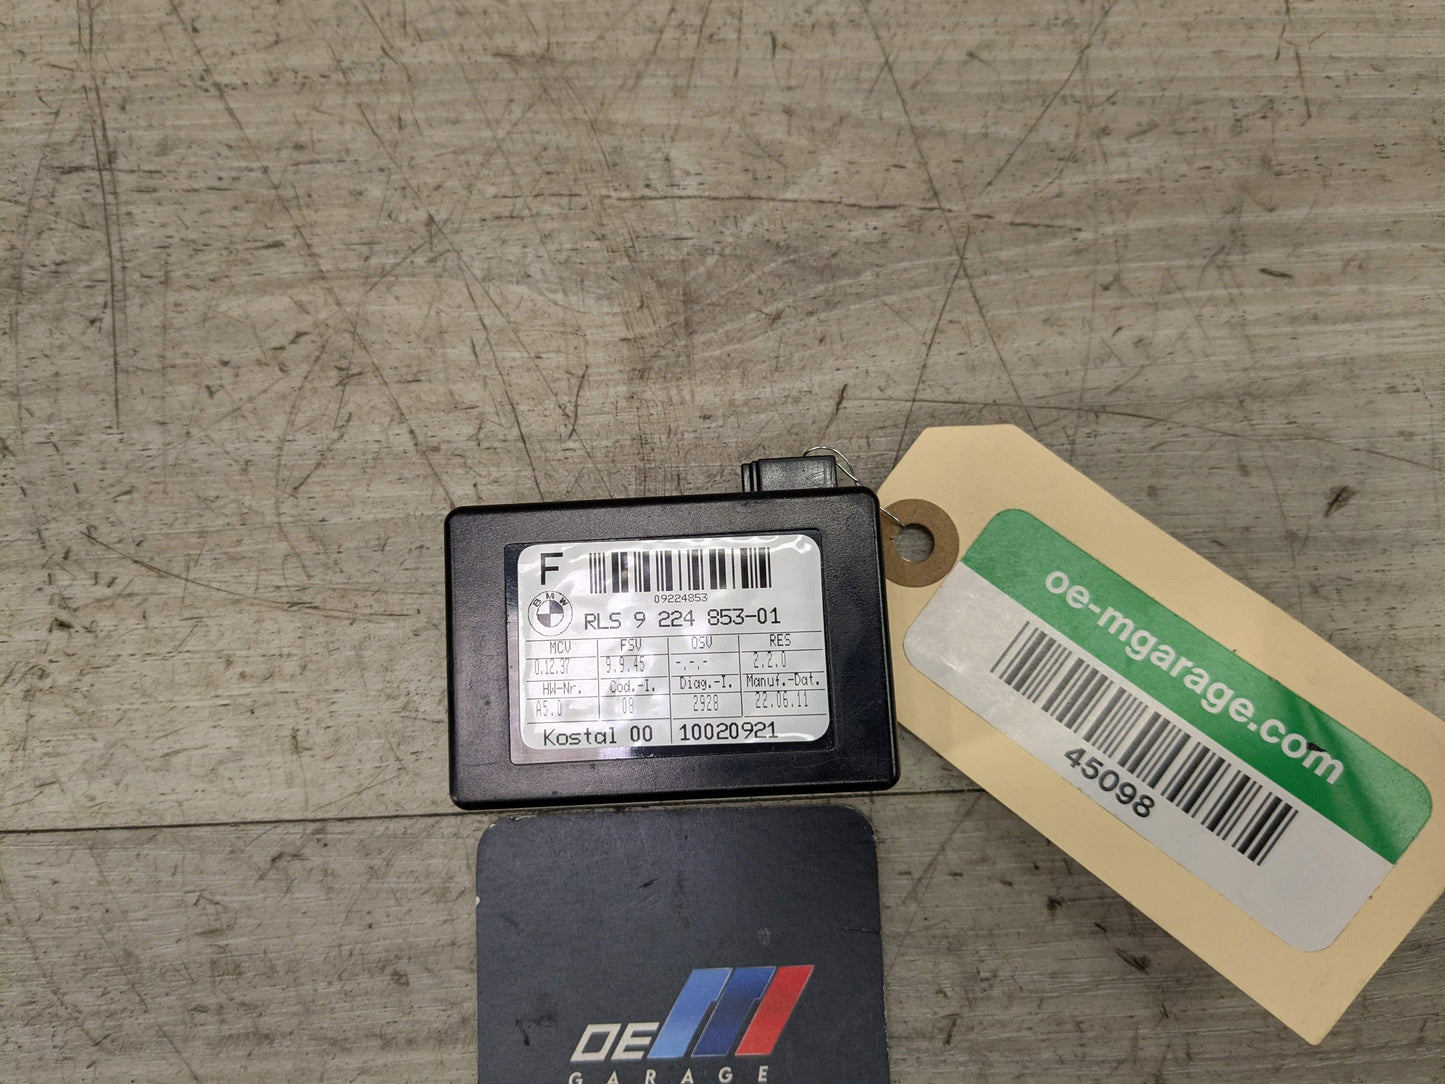 F
09224853
BMW
RLS 9 224 853-01
MCV FSV OSV RES
0.12.37 9.9.45 -.-.- 2.2.0
HW-Nr. Cod.-I. Diag.-I. Manuf.-Dat.
A5.0 08 2928 22.06.11
Kostal 00 10020921
oe-mgarage.com
45098
OE
GARAGE